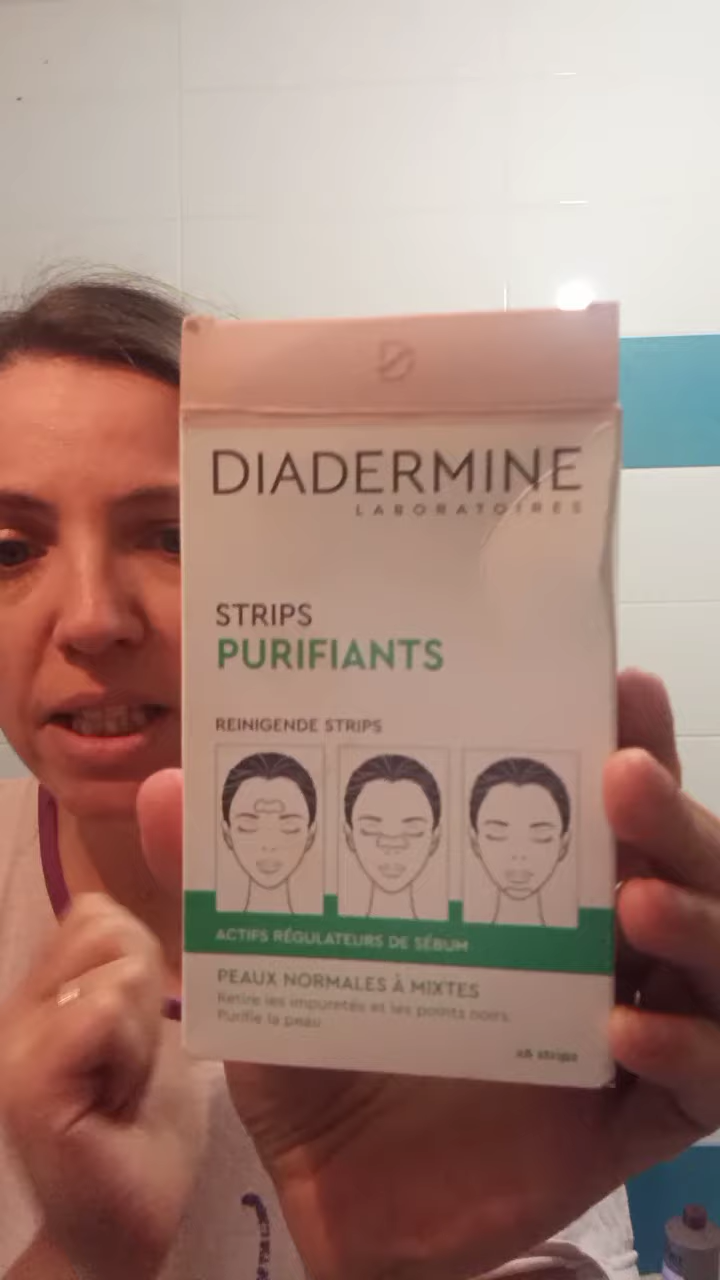 DIADERMINE
LABORATOIRES
STRIPS
PURIFIANTS
REINIGENDE STRIPS
ACTIFS RÉGULATEURS DE SÉBUM
PEAUX NORMALES À MIXTES
Retire les impuretés et les points noirs.
Purifie la peau
x6 strips